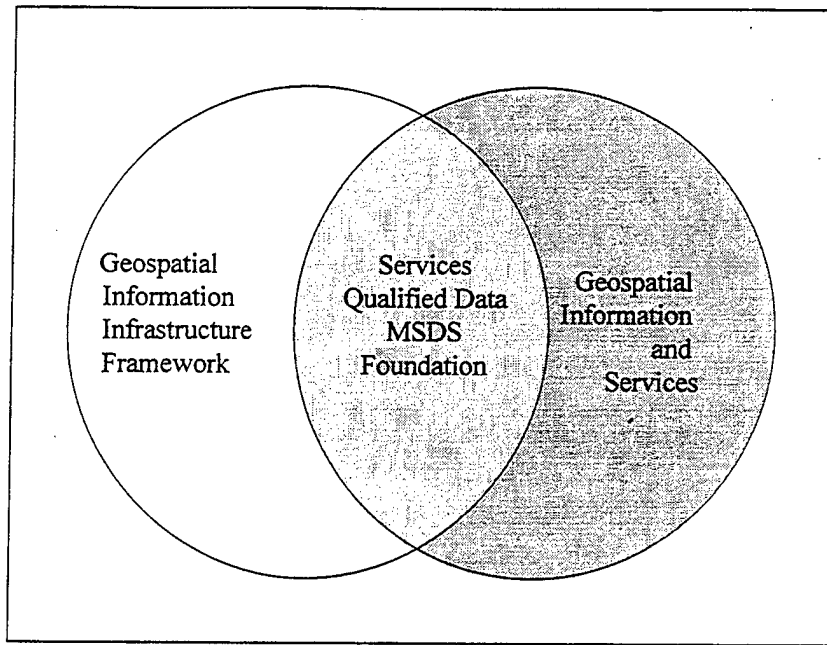 Geospatial
Information
Infrastructure
Framework
Services
Qualified Data
MSDS
Foundation
Geospatial
Information
and
Services